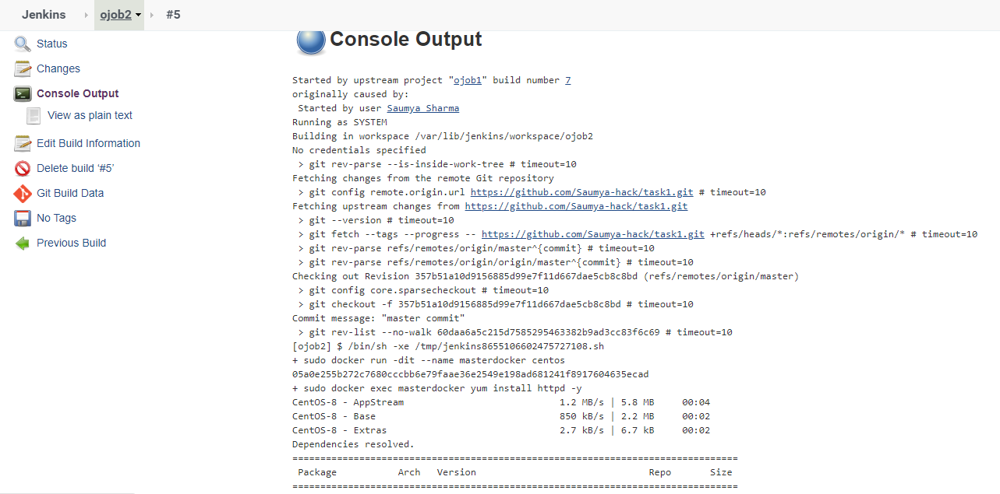 Jenkins ojob2 #5
Status
Changes
Console Output
View as plain text
Edit Build Information
Delete build ‘#5’
Git Build Data
No Tags
Previous Build
Console Output
Started by upstream project "ojob1" build number 7
originally caused by:
Started by user Saumya Sharma
Running as SYSTEM
Building in workspace /var/lib/jenkins/workspace/ojob2
No credentials specified
> git rev-parse --is-inside-work-tree # timeout=10
Fetching changes from the remote Git repository
> git config remote.origin.url https://github.com/Saumya-hack/task1.git # timeout=10
Fetching upstream changes from https://github.com/Saumya-hack/task1.git
> git --version # timeout=10
> git fetch --tags --progress -- https://github.com/Saumya-hack/task1.git +refs/heads/*:refs/remotes/origin/* # timeout=10
> git rev-parse refs/remotes/origin/master^{commit} # timeout=10
> git rev-parse refs/remotes/origin/origin/master^{commit} # timeout=10
Checking out Revision 357b51a10d9156885d99e7f11d667dae5cb8c8bd (refs/remotes/origin/master)
> git config core.sparsecheckout # timeout=10
> git checkout -f 357b51a10d9156885d99e7f11d667dae5cb8c8bd # timeout=10
Commit message: "master commit"
> git rev-list --no-walk 60daa6a5c215d7585295463382b9ad3cc83f6c69 # timeout=10
[ojob2] $ /bin/sh -xe /tmp/jenkins8655106602475727108.sh
+ sudo docker run -dit --name masterdocker centos
05a0e255b272c7680cccbb6e79faae36e2549e198ad681241f8917604635ecad
+ sudo docker exec masterdocker yum install httpd -y
CentOS-8 - AppStream 1.2 MB/s | 5.8 MB 00:04
CentOS-8 - Base 850 kB/s | 2.2 MB 00:02
CentOS-8 - Extras 2.7 kB/s | 6.7 kB 00:02
Dependencies resolved.
================================================================================
Package Arch Version Repo Size
================================================================================